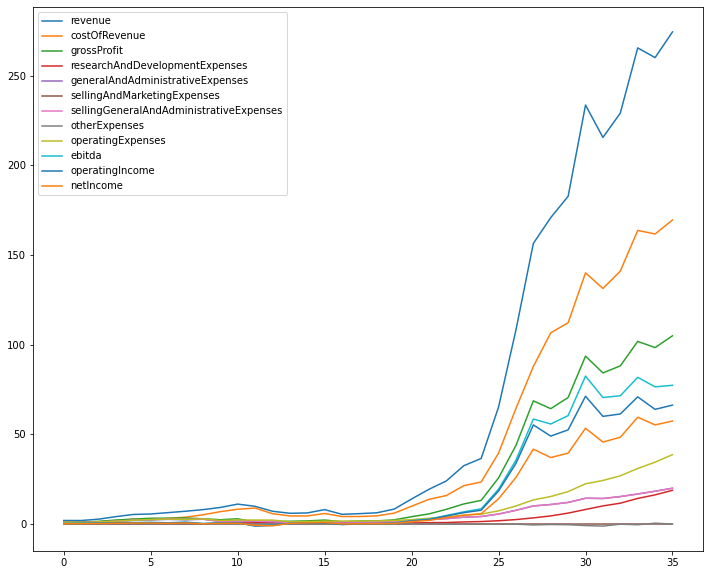 revenue
costOfRevenue
grossProfit
researchAndDevelopmentExpenses
generalAndAdministrativeExpenses
sellingAndMarketingExpenses
sellingGeneralAndAdministrativeExpenses
otherExpenses
operatingExpenses
ebitda
operatingIncome
netIncome
250
200
150
100
50
0
0 5 10 15 20 25 30 35